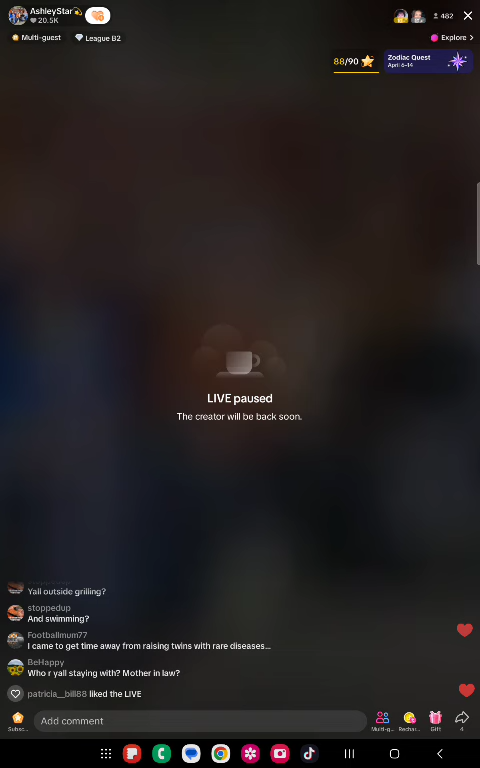 AshleyStar
20.5K
482
Multi-guest
League B2
Explore
88/90
Zodiac Quest
April 6-14
LIVE paused
The creator will be back soon.
Yall outside grilling?
stoppedup
And swimming?
Footballmum77
I came to get time away from raising twins with rare diseases...
BeHappy
Who r yall staying with? Mother in law?
patricia__bill88 liked the LIVE
Add comment
Subsc...
Multi-g...
Rechar...
Gift
4